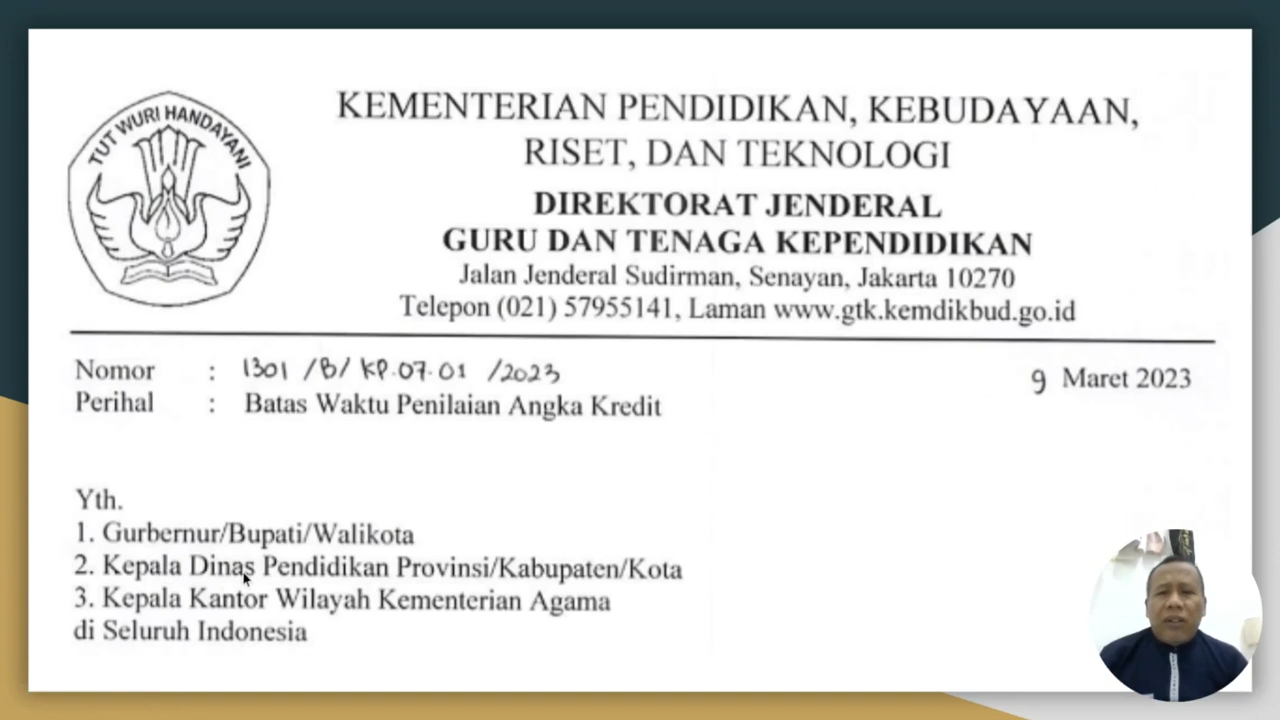 TUT WURI HANDAYANI
KEMENTERIAN PENDIDIKAN, KEBUDAYAAN,
RISET, DAN TEKNOLOGI
DIREKTORAT JENDERAL
GURU DAN TENAGA KEPENDIDIKAN
Jalan Jenderal Sudirman, Senayan, Jakarta 10270
Telepon (021) 57955141, Laman www.gtk.kemdikbud.go.id
Nomor : 1301 /B/ KP.07.01 /2023
9 Maret 2023
Perihal : Batas Waktu Penilaian Angka Kredit
Yth.
1. Gurbernur/Bupati/Walikota
2. Kepala Dinas Pendidikan Provinsi/Kabupaten/Kota
3. Kepala Kantor Wilayah Kementerian Agama
di Seluruh Indonesia